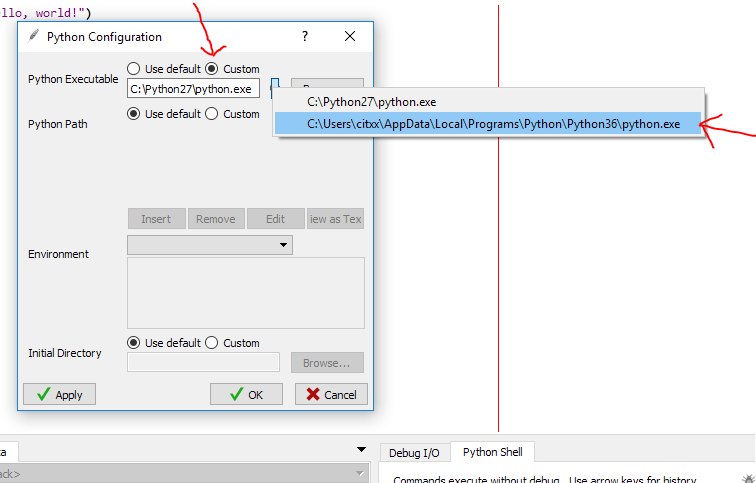 llo, world!")
Python Configuration
?
Python Executable
Use default
Custom
C:\Python27\python.exe
C:\Python27\python.exe
C:\Users\citxx\AppData\Local\Programs\Python\Python36\python.exe
Python Path
Use default
Custom
Insert
Remove
Edit
iew as Tex
Environment
Use default
Custom
Initial Directory
Browse...
Apply
OK
Cancel
ta
Debug I/O
Python Shell
ack>
Commands execute without debug. Use arrow keys for history.